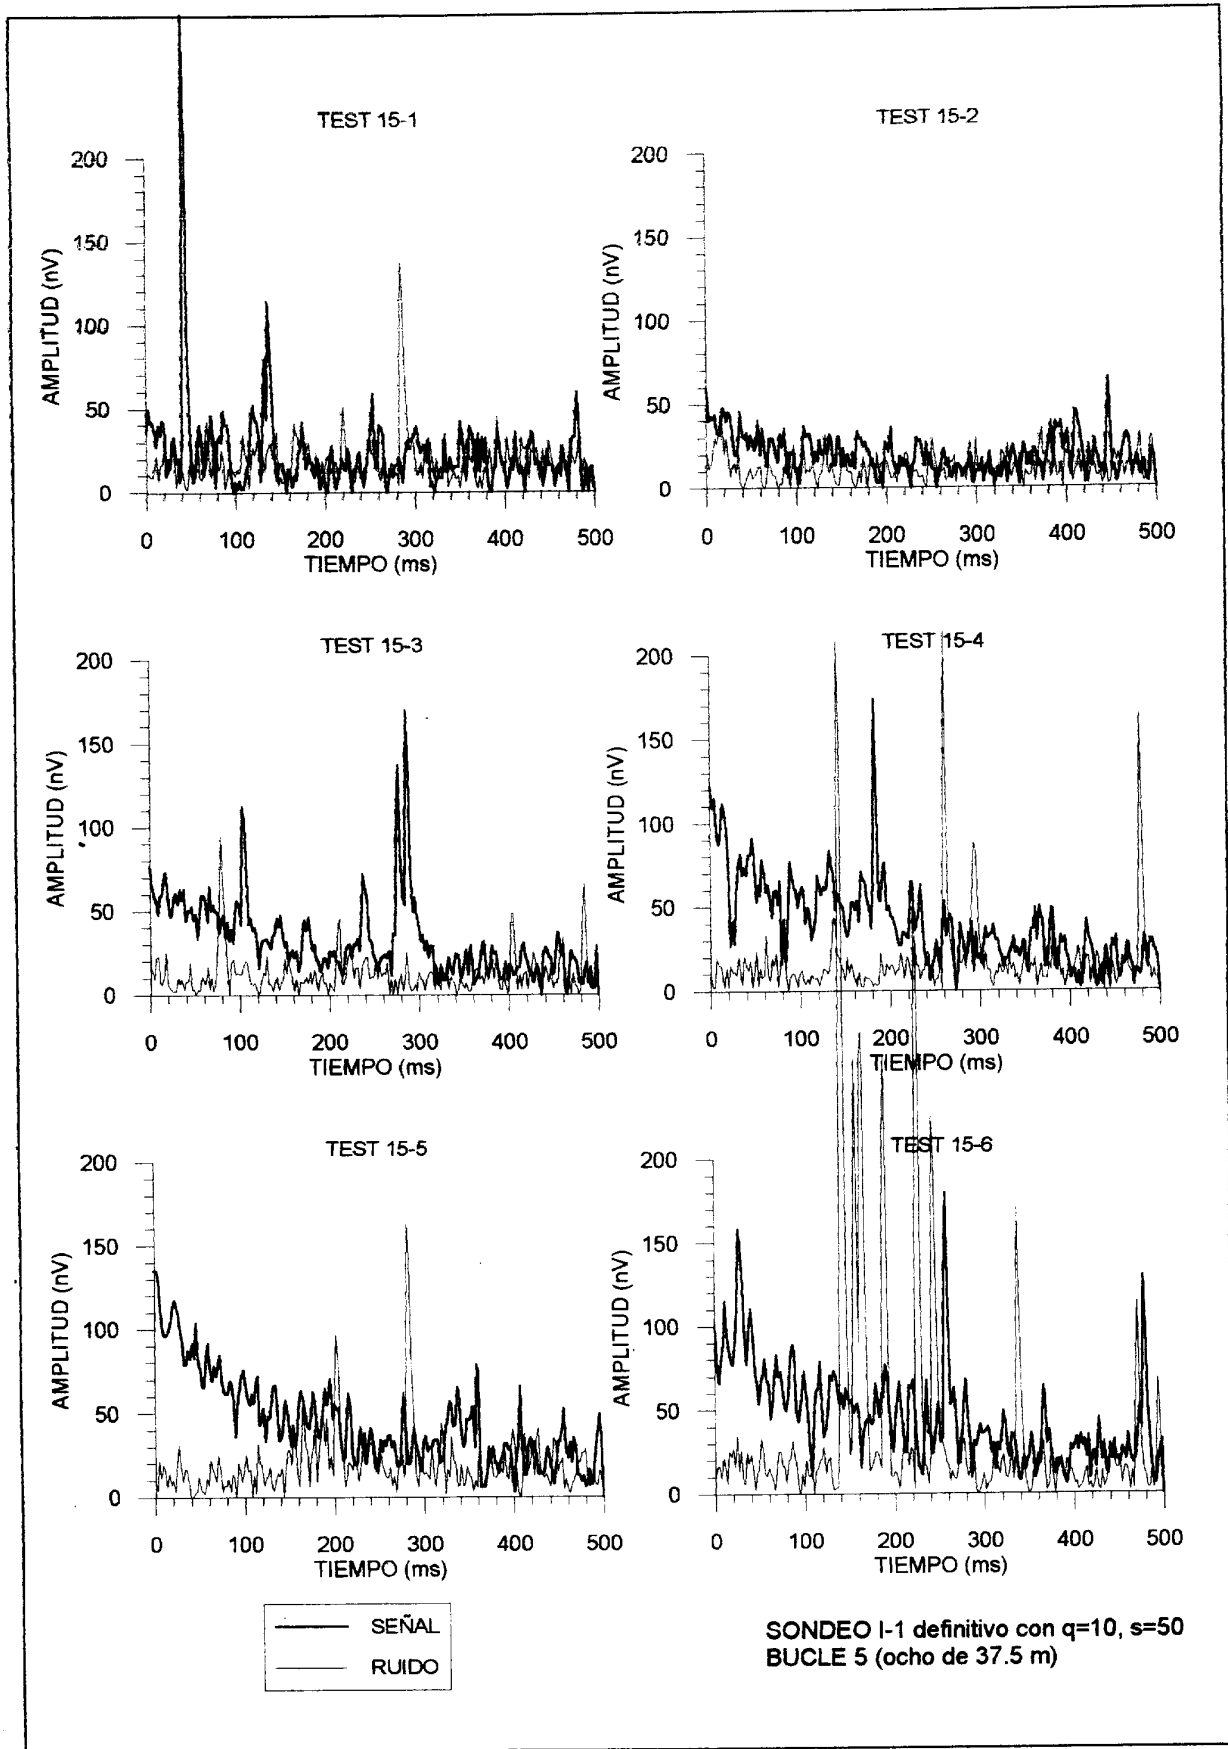 TEST 15-1
TEST 15-2
200
150
100
50
0
AMPLITUD (nV)
0 100 200 300 400 500
TIEMPO (ms)
200
150
100
50
0
AMPLITUD (nV)
0 100 200 300 400 500
TIEMPO (ms)
TEST 15-3
TEST 15-4
200
150
100
50
0
AMPLITUD (nV)
0 100 200 300 400 500
TIEMPO (ms)
200
150
100
50
0
AMPLITUD (nV)
0 100 200 300 400 500
TIEMPO (ms)
TEST 15-5
TEST 15-6
200
150
100
50
0
AMPLITUD (nV)
0 100 200 300 400 500
TIEMPO (ms)
200
150
100
50
0
AMPLITUD (nV)
0 100 200 300 400 500
TIEMPO (ms)
SEÑAL
RUIDO
SONDEO I-1 definitivo con q=10, s=50
BUCLE 5 (ocho de 37.5 m)